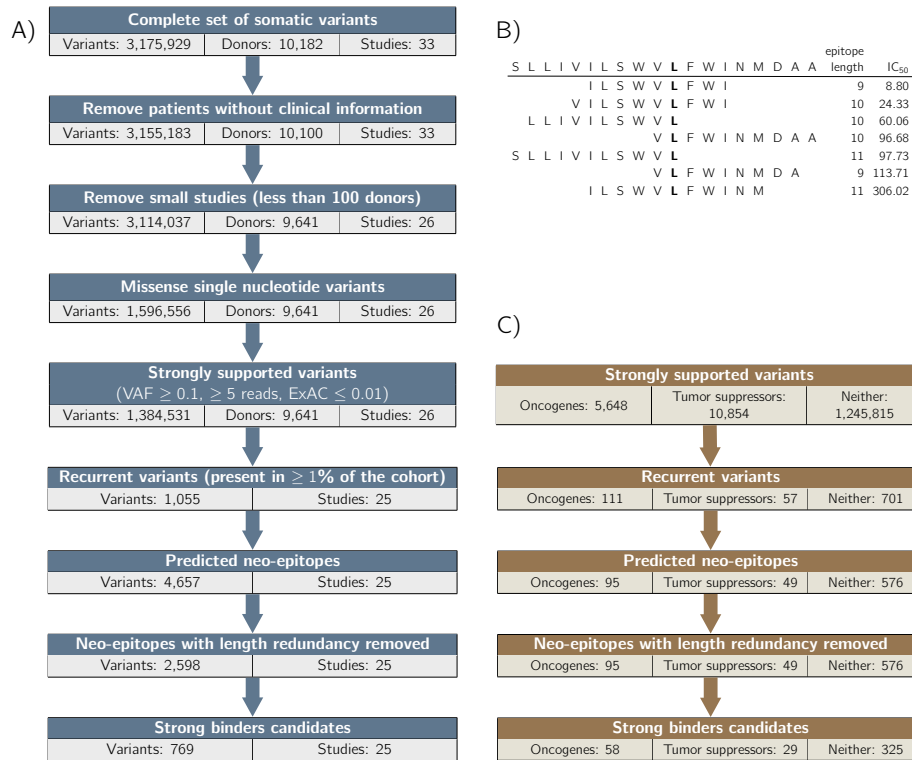 A)
Complete set of somatic variants
Variants: 3,175,929 Donors: 10,182 Studies: 33
Remove patients without clinical information
Variants: 3,155,183 Donors: 10,100 Studies: 33
Remove small studies (less than 100 donors)
Variants: 3,114,037 Donors: 9,641 Studies: 26
Missense single nucleotide variants
Variants: 1,596,556 Donors: 9,641 Studies: 26
Strongly supported variants
(VAF ≥ 0.1, ≥ 5 reads, ExAC ≤ 0.01)
Variants: 1,384,531 Donors: 9,641 Studies: 26
Recurrent variants (present in ≥ 1% of the cohort)
Variants: 1,055 Studies: 25
Predicted neo-epitopes
Variants: 4,657 Studies: 25
Neo-epitopes with length redundancy removed
Variants: 2,598 Studies: 25
Strong binders candidates
Variants: 769 Studies: 25
B)
epitope
S L L I V I L S W V L F W I N M D A A length IC50
I L S W V L F W I 9 8.80
V I L S W V L F W I 10 24.33
L L I V I L S W V L 10 60.06
V L F W I N M D A A 10 96.68
S L L I V I L S W V L 11 97.73
V L F W I N M D A 9 113.71
I L S W V L F W I N M 11 306.02
C)
Strongly supported variants
Oncogenes: 5,648 Tumor suppressors: 10,854 Neither: 1,245,815
Recurrent variants
Oncogenes: 111 Tumor suppressors: 57 Neither: 701
Predicted neo-epitopes
Oncogenes: 95 Tumor suppressors: 49 Neither: 576
Neo-epitopes with length redundancy removed
Oncogenes: 95 Tumor suppressors: 49 Neither: 576
Strong binders candidates
Oncogenes: 58 Tumor suppressors: 29 Neither: 325